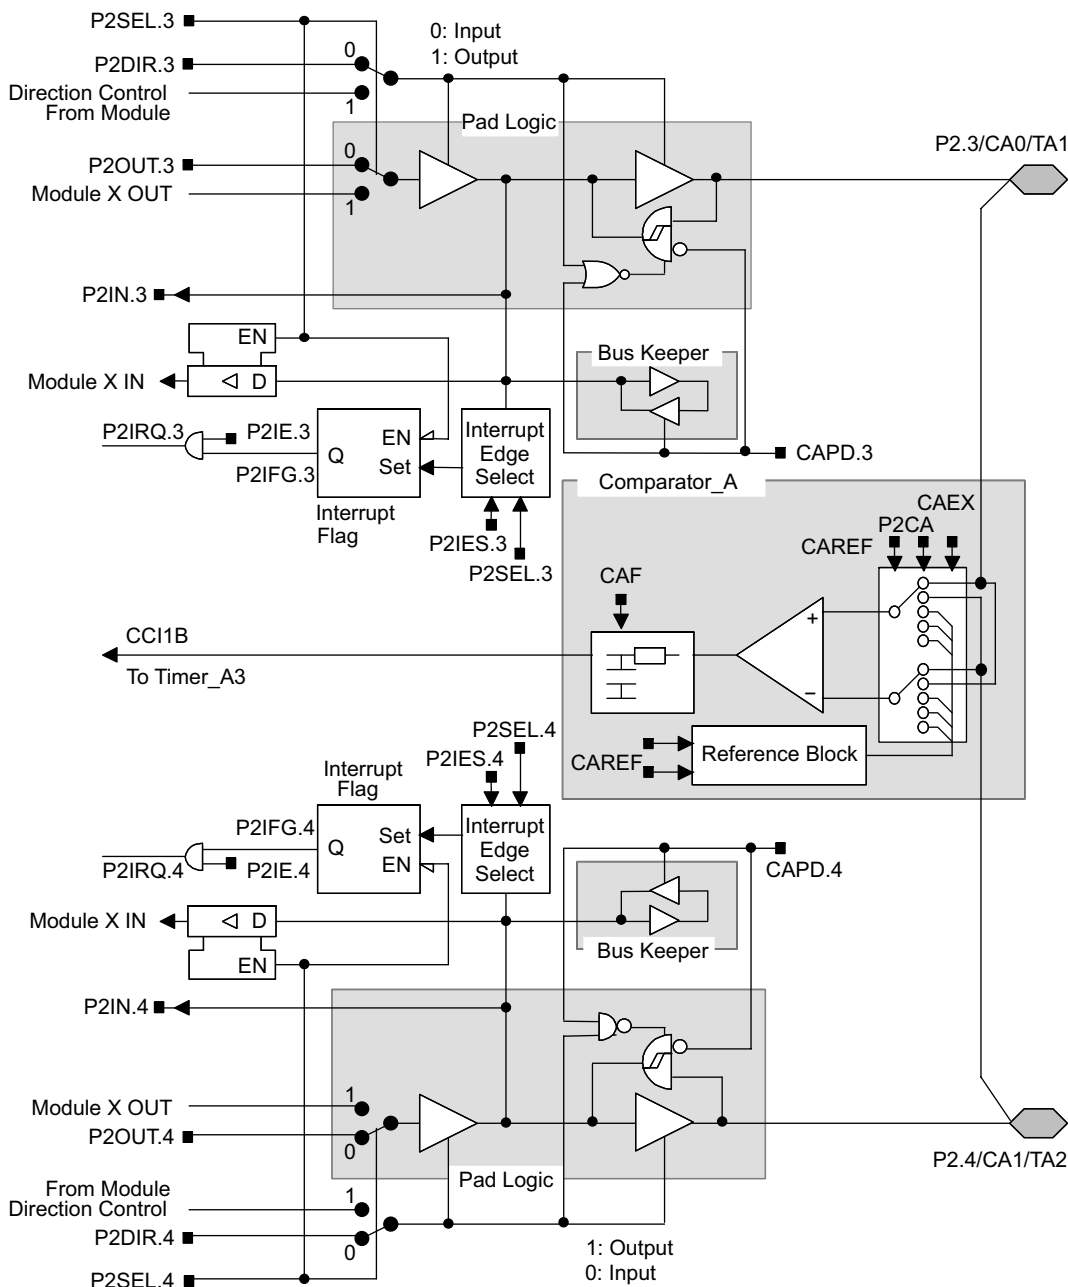 P2SEL.3
0: Input
1: Output
P2DIR.3
0
Direction Control
From Module
1
Pad Logic
P2OUT.3
0
Module X OUT
1
P2.3/CA0/TA1
P2IN.3
EN
Module X IN
D
Bus Keeper
P2IRQ.3
P2IE.3
P2IFG.3
Q
EN
Set
Interrupt
Edge
Select
CAPD.3
Interrupt
Flag
P2IES.3
P2SEL.3
Comparator_A
CAEX
P2CA
CAREF
CAF
+
−
CCI1B
To Timer_A3
Reference Block
CAREF
P2SEL.4
P2IES.4
Interrupt
Flag
P2IFG.4
P2IRQ.4
P2IE.4
Q
Set
EN
Interrupt
Edge
Select
CAPD.4
Module X IN
D
EN
Bus Keeper
P2IN.4
Module X OUT
1
P2OUT.4
0
Pad Logic
P2.4/CA1/TA2
From Module
Direction Control
1
P2DIR.4
0
1: Output
0: Input
P2SEL.4